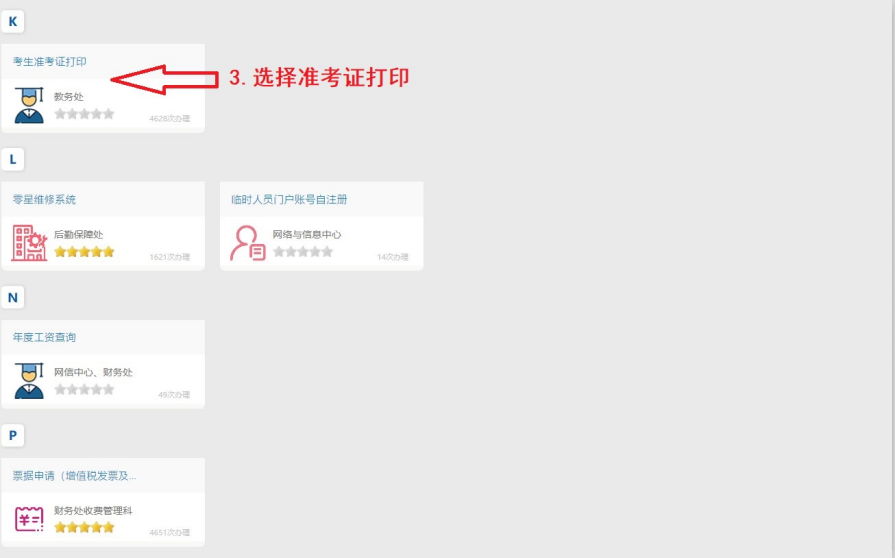 K
考生准考证打印
3. 选择准考证打印
教务处
4628次办理
L
零星维修系统
临时人员门户账号自注册
后勤保障处
网络与信息中心
1621次办理
14次办理
N
年度工资查询
网信中心、财务处
49次办理
P
票据申请（增值税发票及...
财务处收费管理科
4651次办理